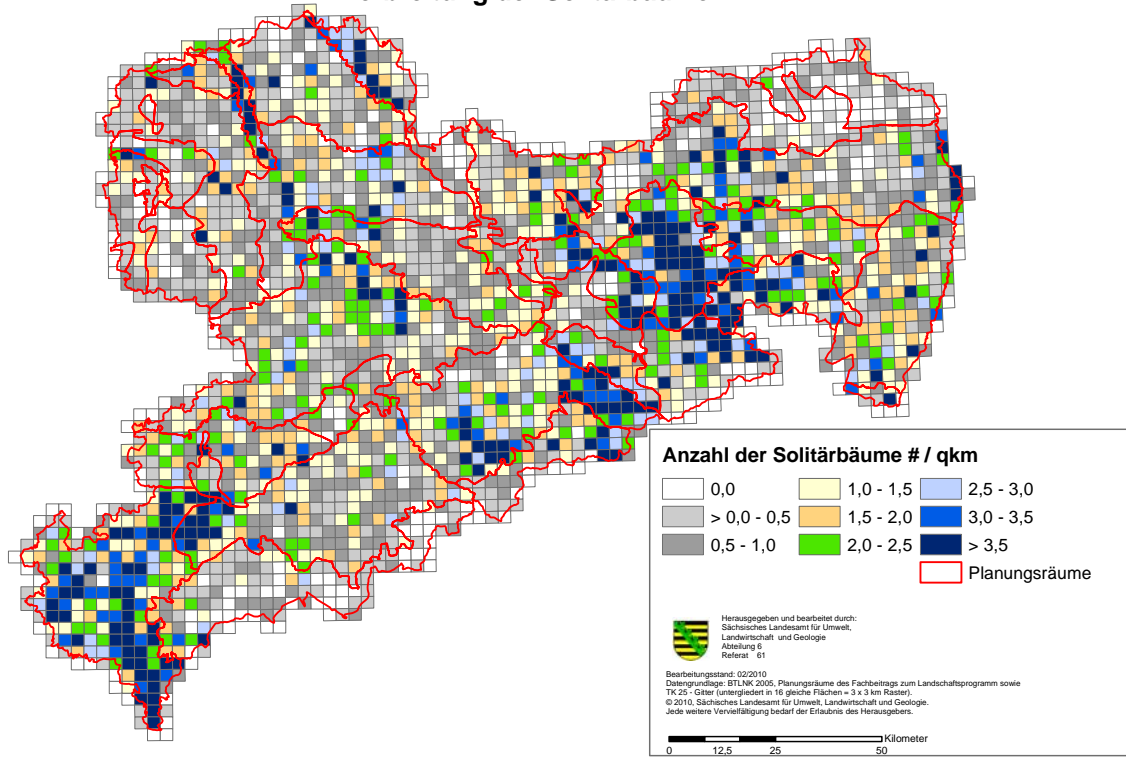 Anzahl der Solitärbäume # / qkm
0,0
> 0,0 - 0,5
0,5 - 1,0
1,0 - 1,5
1,5 - 2,0
2,0 - 2,5
2,5 - 3,0
3,0 - 3,5
> 3,5
Planungsräume
Herausgegeben und bearbeitet durch:
Sächsisches Landesamt für Umwelt,
Landwirtschaft und Geologie
Abteilung 6
Referat 61
Bearbeitungsstand: 02/2010
Datengrundlage: BTLNK 2005, Planungsräume des Fachbeitrags zum Landschaftsprogramm sowie
TK 25 - Gitter (untergliedert in 16 gleiche Flächen = 3 x 3 km Raster).
© 2010, Sächisches Landesamt für Umwelt, Landwirtschaft und Geologie.
Jede weitere Vervielfältigung bedarf der Erlaubnis des Herausgebers.
Kilometer
0 12,5 25 50